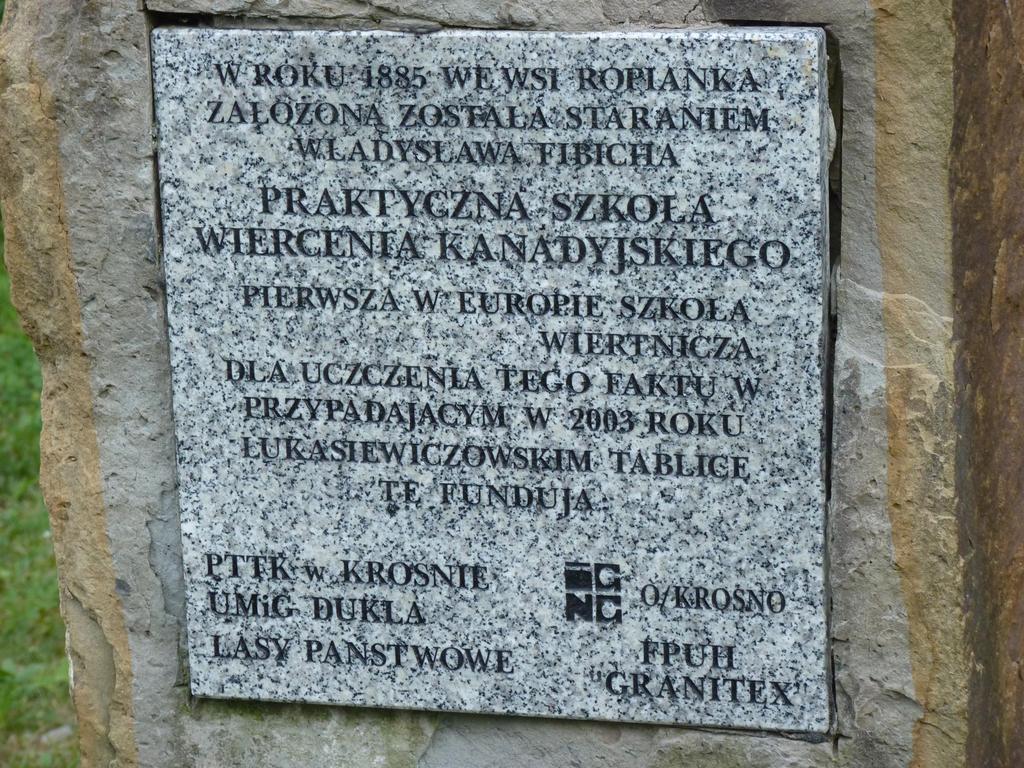 W ROKU 1885 WE WSI ROPIANKA
ZAŁOŻONA ZOSTAŁA STARANIEM
WŁADYSŁAWA FIBICHA
PRAKTYCZNA SZKOŁA
WIERCENIA KANADYJSKIEGO
PIERWSZA W EUROPIE SZKOŁA
WIERTNICZA
DLA UCZCZENIA TEGO FAKTU W
PRZYPADAJĄCYM W 2003 ROKU
ŁUKASIEWICZOWSKIM TABLICE
TE FUNDUJĄ
PTTK w KROŚNIE
UMiG DUKLA
LASY PAŃSTWOWE
O/KROSNO
FPUH
"GRANITEX"